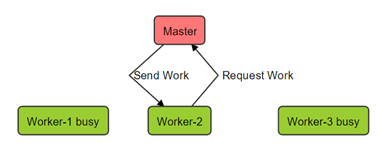 Master
Send Work
Request Work
Worker-1 busy
Worker-2
Worker-3 busy